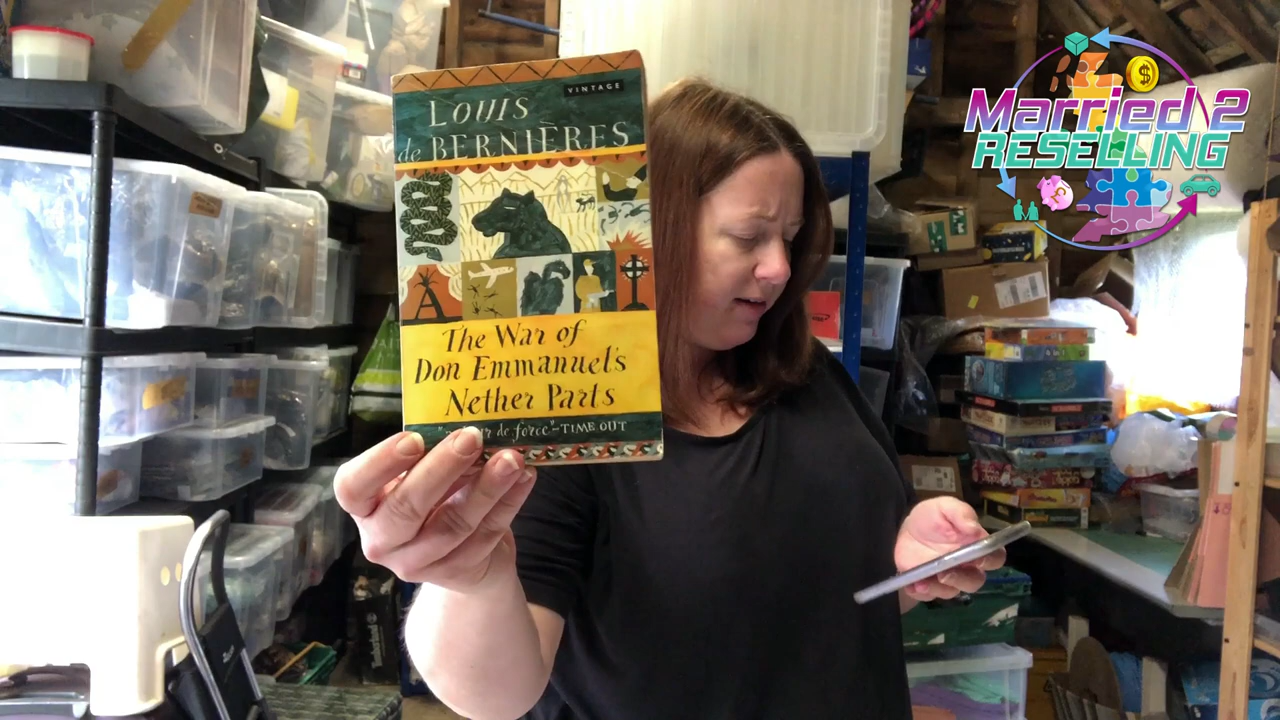 VINTAGE
LOUIS
de BERNIÈRES
The War of
Don Emmanuel's
Nether Parts
de force"-TIME OUT
Married 2
RESELLING